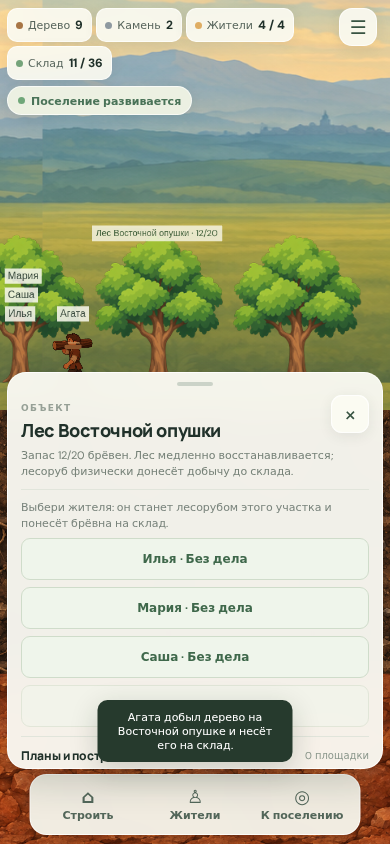 Дерево 9
Камень 2
Жители 4 / 4
Склад 11 / 36
Поселение развивается
Лес Восточной опушки · 12/20
Мария
Саша
Илья
Агата
ОБЪЕКТ
Лес Восточной опушки
Запас 12/20 брёвен. Лес медленно восстанавливается;
лесоруб физически донесёт добычу до склада.
Выбери жителя: он станет лесорубом этого участка и
понесёт брёвна на склад.
Илья · Без дела
Мария · Без дела
Саша · Без дела
Агата добыл дерево на
Восточной опушке и несёт
его на склад.
Планы и пост
0 площадки
Строить
Жители
К поселению